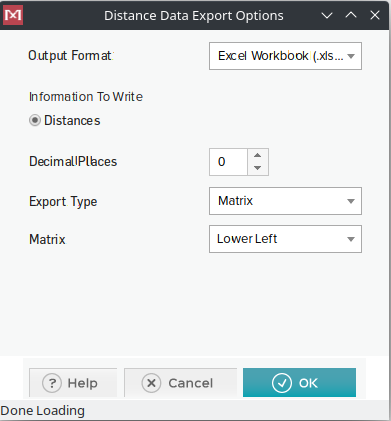 Distance Data Export Options
Output Format
Excel Workbook (.xls...
Information To Write
Distances
Decimal Places
0
Export Type
Matrix
Matrix
Lower Left
? Help
Cancel
OK
Done Loading